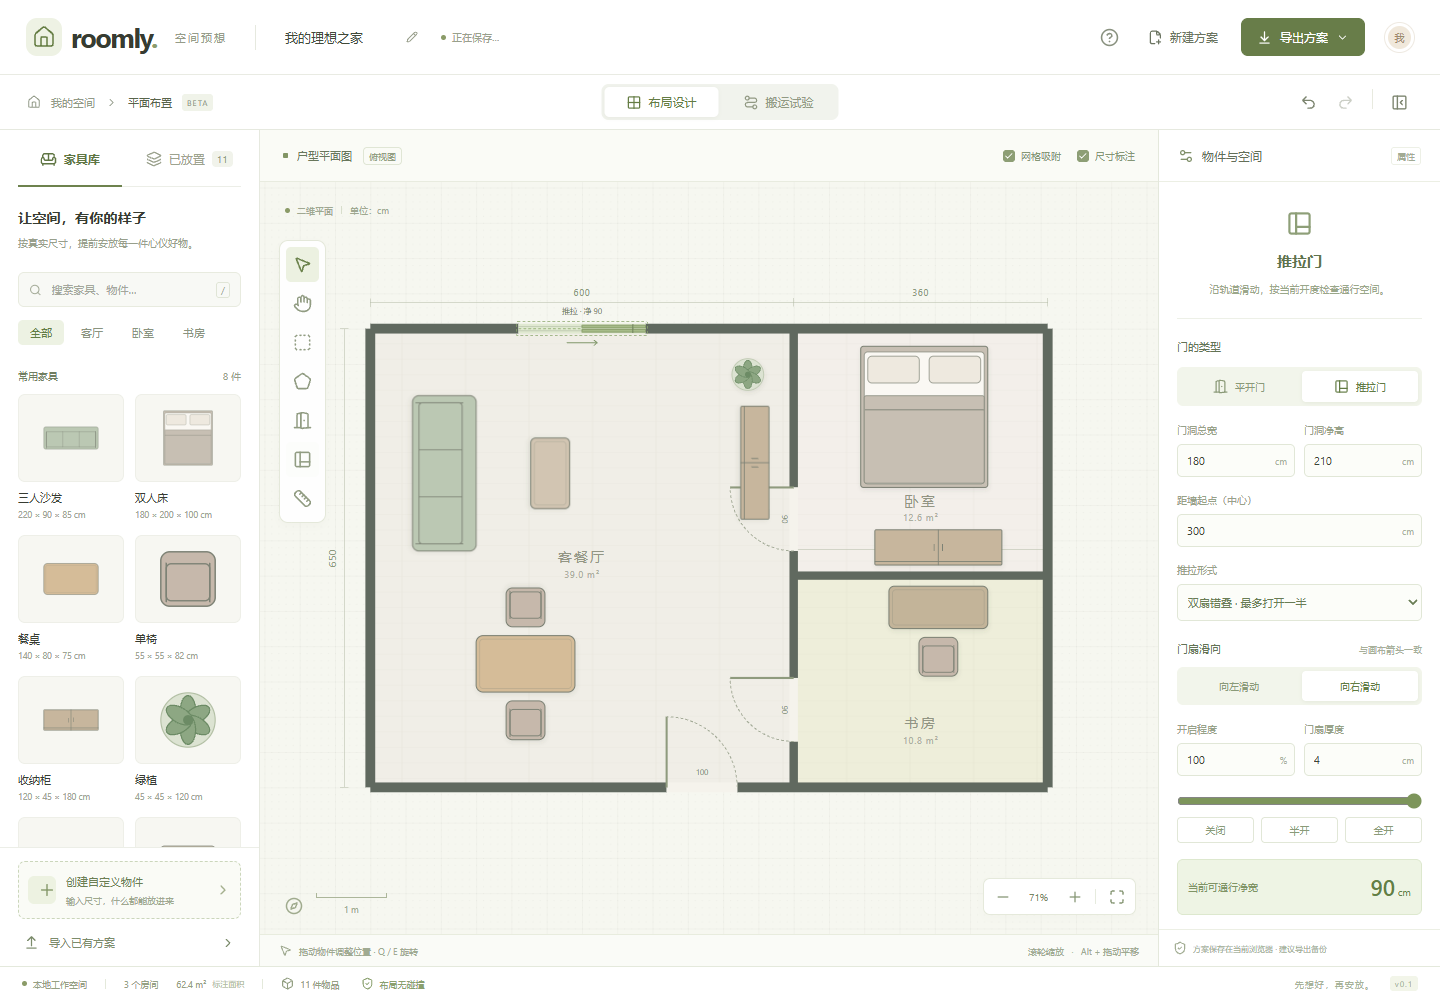 roomly.
空间预想
我的理想之家
正在保存...
新建方案
导出方案
我
我的空间
平面布置
BETA
布局设计
搬运试验
家具库
已放置
11
让空间，有你的样子
按真实尺寸，提前安放每一件心仪好物。
搜索家具、物件...
/
全部
客厅
卧室
书房
常用家具
8 件
三人沙发
220 × 90 × 85 cm
双人床
180 × 200 × 100 cm
餐桌
140 × 80 × 75 cm
单椅
55 × 55 × 82 cm
收纳柜
120 × 45 × 180 cm
绿植
45 × 45 × 120 cm
创建自定义物件
输入尺寸，什么都能放进来
导入已有方案
户型平面图
俯视图
网格吸附
尺寸标注
二维平面
单位：cm
600
360
推拉 · 净 90
650
客餐厅
39.0 m²
卧室
12.6 m²
书房
10.8 m²
90
90
100
1 m
71%
拖动物件调整位置 · Q / E 旋转
滚轮缩放 · Alt + 拖动平移
物件与空间
属性
推拉门
沿轨道滑动，按当前开度检查通行空间。
门的类型
平开门
推拉门
门洞总宽
门洞净高
180 cm
210 cm
距墙起点（中心）
300 cm
推拉形式
双扇错叠 · 最多打开一半
门扇滑向
与画布箭头一致
向左滑动
向右滑动
开启程度
门扇厚度
100 %
4 cm
关闭
半开
全开
当前可通行净宽
90 cm
方案保存在当前浏览器 · 建议导出备份
本地工作空间
3 个房间
62.4 m² 标注面积
11 件物品
布局无碰撞
先想好，再安放。
v0.1